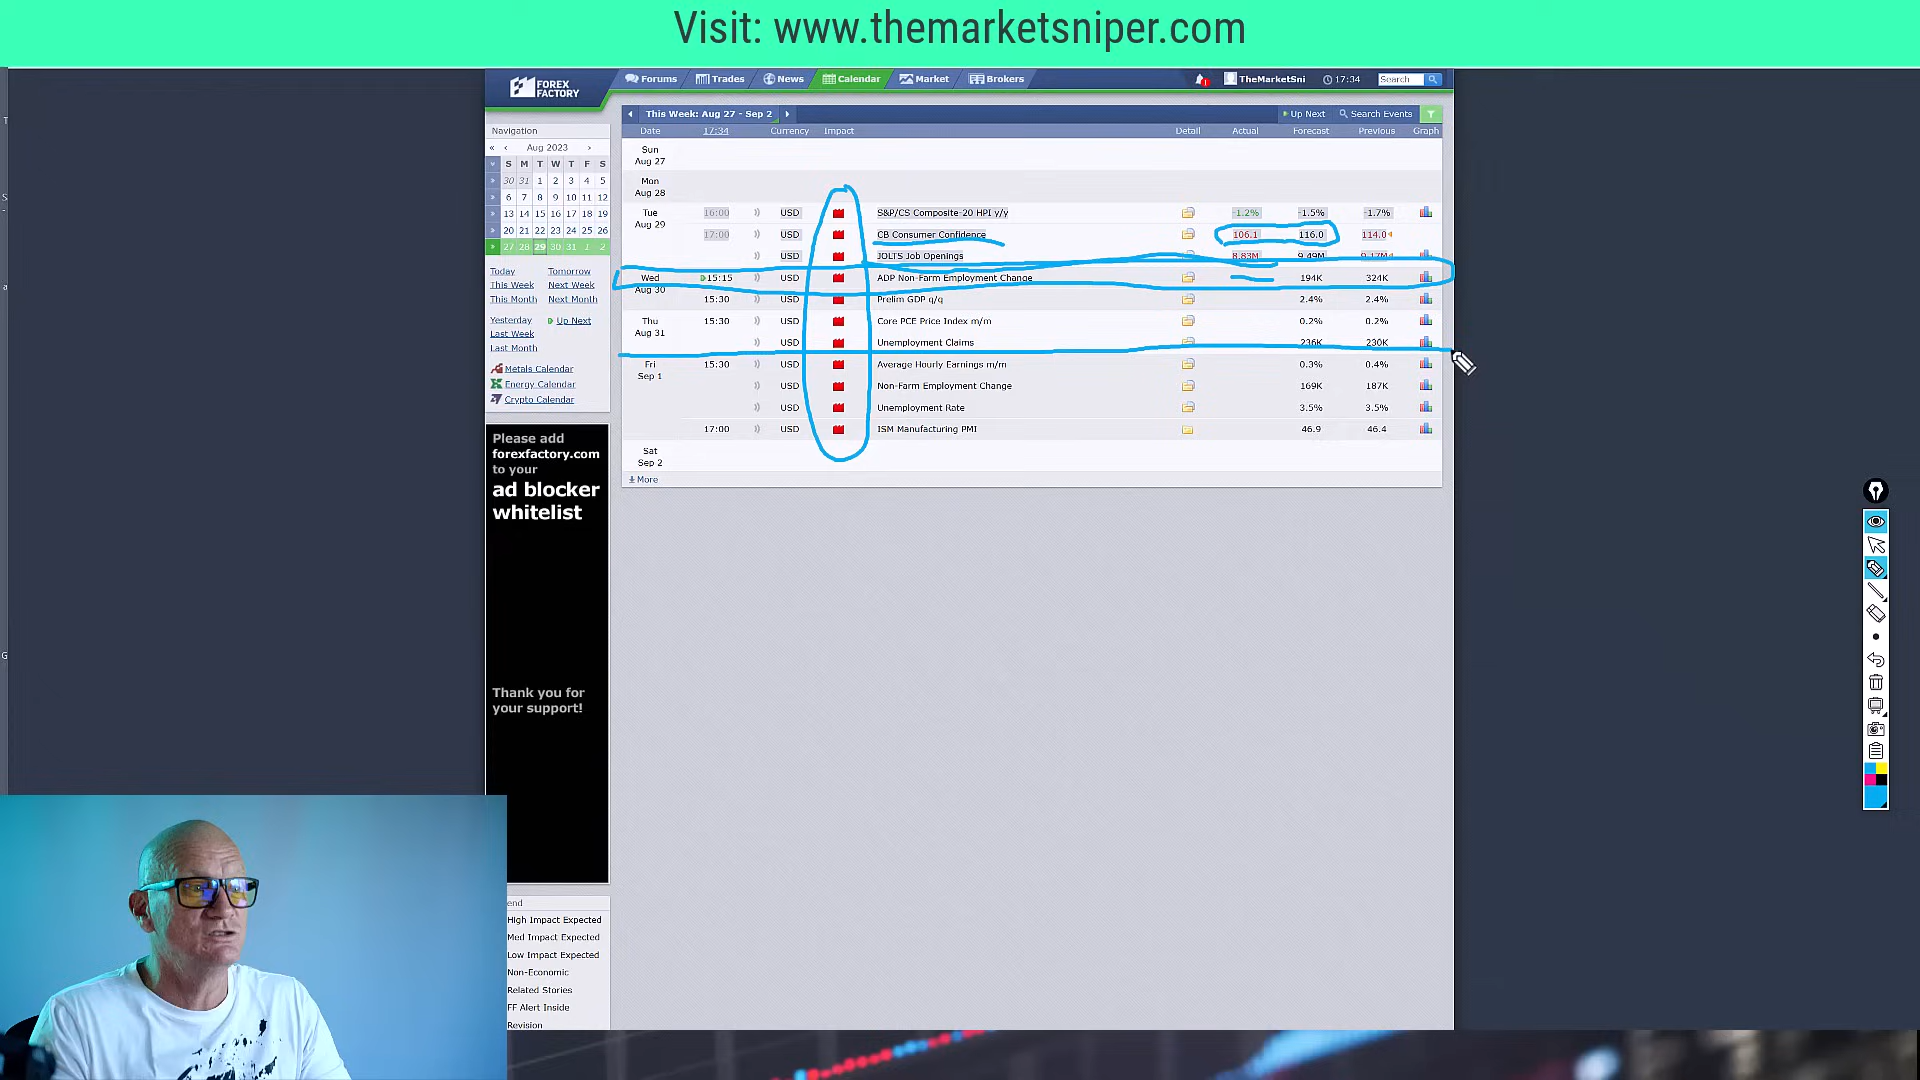 Visit: www.themarketsniper.com
FOREX FACTORY
Forums Trades News Calendar Market Brokers
TheMarketSni 17:34 Search
Navigation
« ‹ Aug 2023 ›
S M T W T F S
30 31 1 2 3 4 5
6 7 8 9 10 11 12
13 14 15 16 17 18 19
20 21 22 23 24 25 26
27 28 29 30 31 1 2
Today Tomorrow
This Week Next Week
This Month Next Month
Yesterday Up Next
Last Week
Last Month
Metals Calendar
Energy Calendar
Crypto Calendar
Please add
forexfactory.com
to your
ad blocker
whitelist
Thank you for
your support!
end
High Impact Expected
Med Impact Expected
Low Impact Expected
Non-Economic
Related Stories
FF Alert Inside
Revision
This Week: Aug 27 - Sep 2 Up Next Search Events
Date 17:34 Currency Impact Detail Actual Forecast Previous Graph
Sun Aug 27
Mon Aug 28
Tue Aug 29 16:00 USD S&P/CS Composite-20 HPI y/y -1.2% -1.5% -1.7%
17:00 USD CB Consumer Confidence 106.1 116.0 114.0
USD JOLTS Job Openings 8.83M 9.49M 9.17M
Wed Aug 30 15:15 USD ADP Non-Farm Employment Change 194K 324K
15:30 USD Prelim GDP q/q 2.4% 2.4%
Thu Aug 31 15:30 USD Core PCE Price Index m/m 0.2% 0.2%
USD Unemployment Claims 236K 230K
Fri Sep 1 15:30 USD Average Hourly Earnings m/m 0.3% 0.4%
USD Non-Farm Employment Change 169K 187K
USD Unemployment Rate 3.5% 3.5%
17:00 USD ISM Manufacturing PMI 46.9 46.4
Sat Sep 2
More